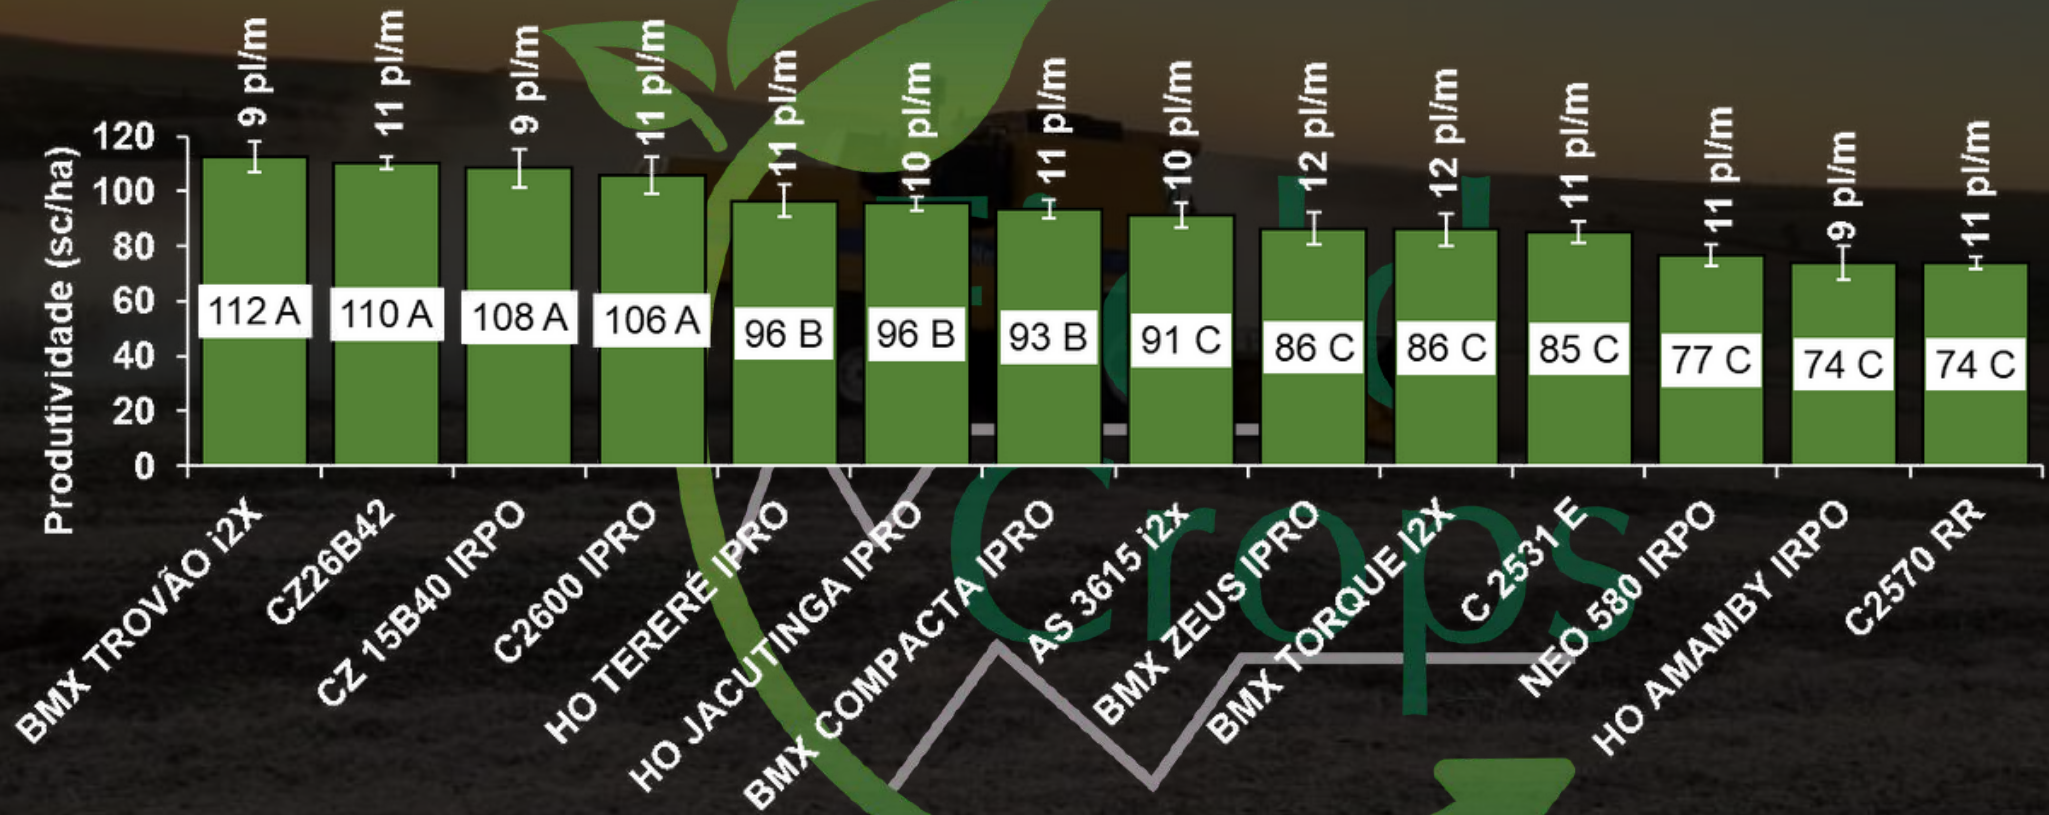 9 pl/m
11 pl/m
9 pl/m
11 pl/m
11 pl/m
10 pl/m
11 pl/m
10 pl/m
12 pl/m
12 pl/m
11 pl/m
11 pl/m
9 pl/m
11 pl/m
Produtividade (sc/ha)
120
100
80
60
40
20
0
112 A
110 A
108 A
106 A
96 B
96 B
93 B
91 C
86 C
86 C
85 C
77 C
74 C
74 C
BMX TROVÃO i2X
CZ26B42
CZ 15B40 IRPO
C2600 IPRO
HO TERERÉ IPRO
HO JACUTINGA IPRO
BMX COMPACTA IPRO
AS 3615 i2x
BMX ZEUS IPRO
BMX TORQUE I2X
C 2531 E
NEO 580 IRPO
HO AMAMBY IRPO
C2570 RR
Crops